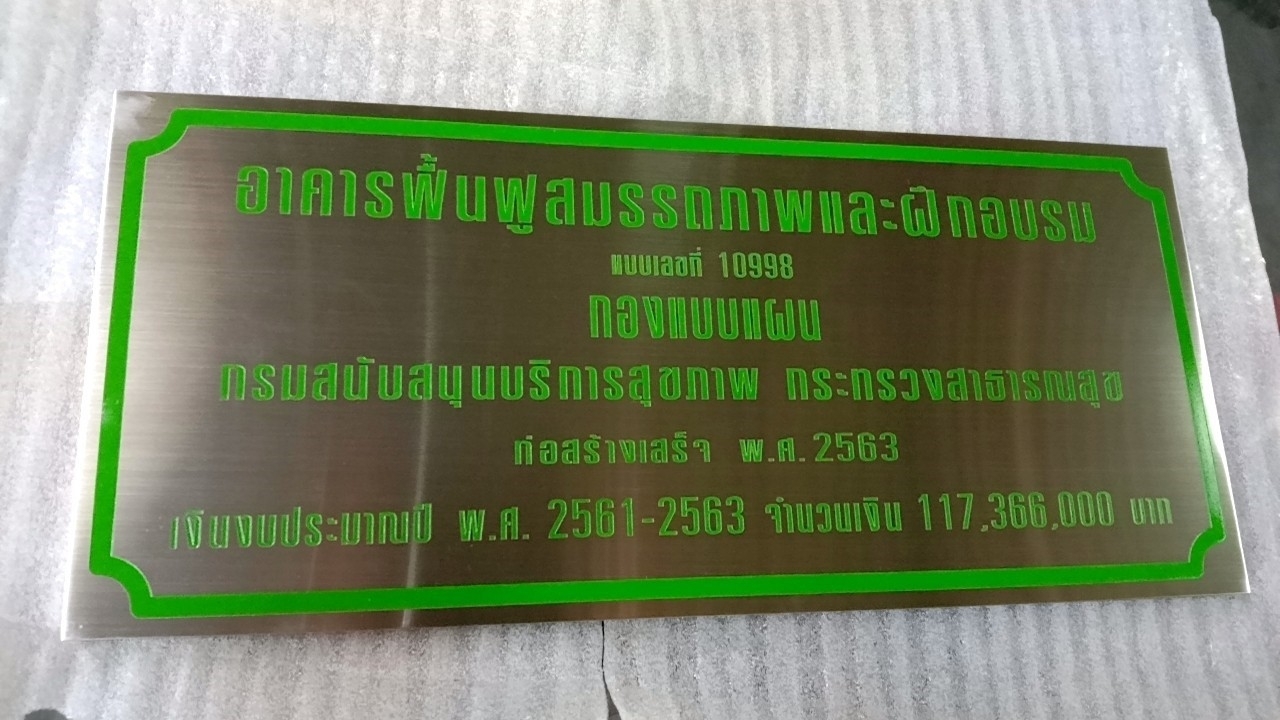 อาคารฟื้นฟูสมรรถภาพและฝึกอบรม
แบบเลขที่ 10998
กองแบบแผน
กรมสนับสนุนบริการสุขภาพ กระทรวงสาธารณสุข
ก่อสร้างเสร็จ พ.ศ.2563
เงินงบประมาณปี พ.ศ. 2561-2563 จำนวนเงิน 117,366,000 บาท